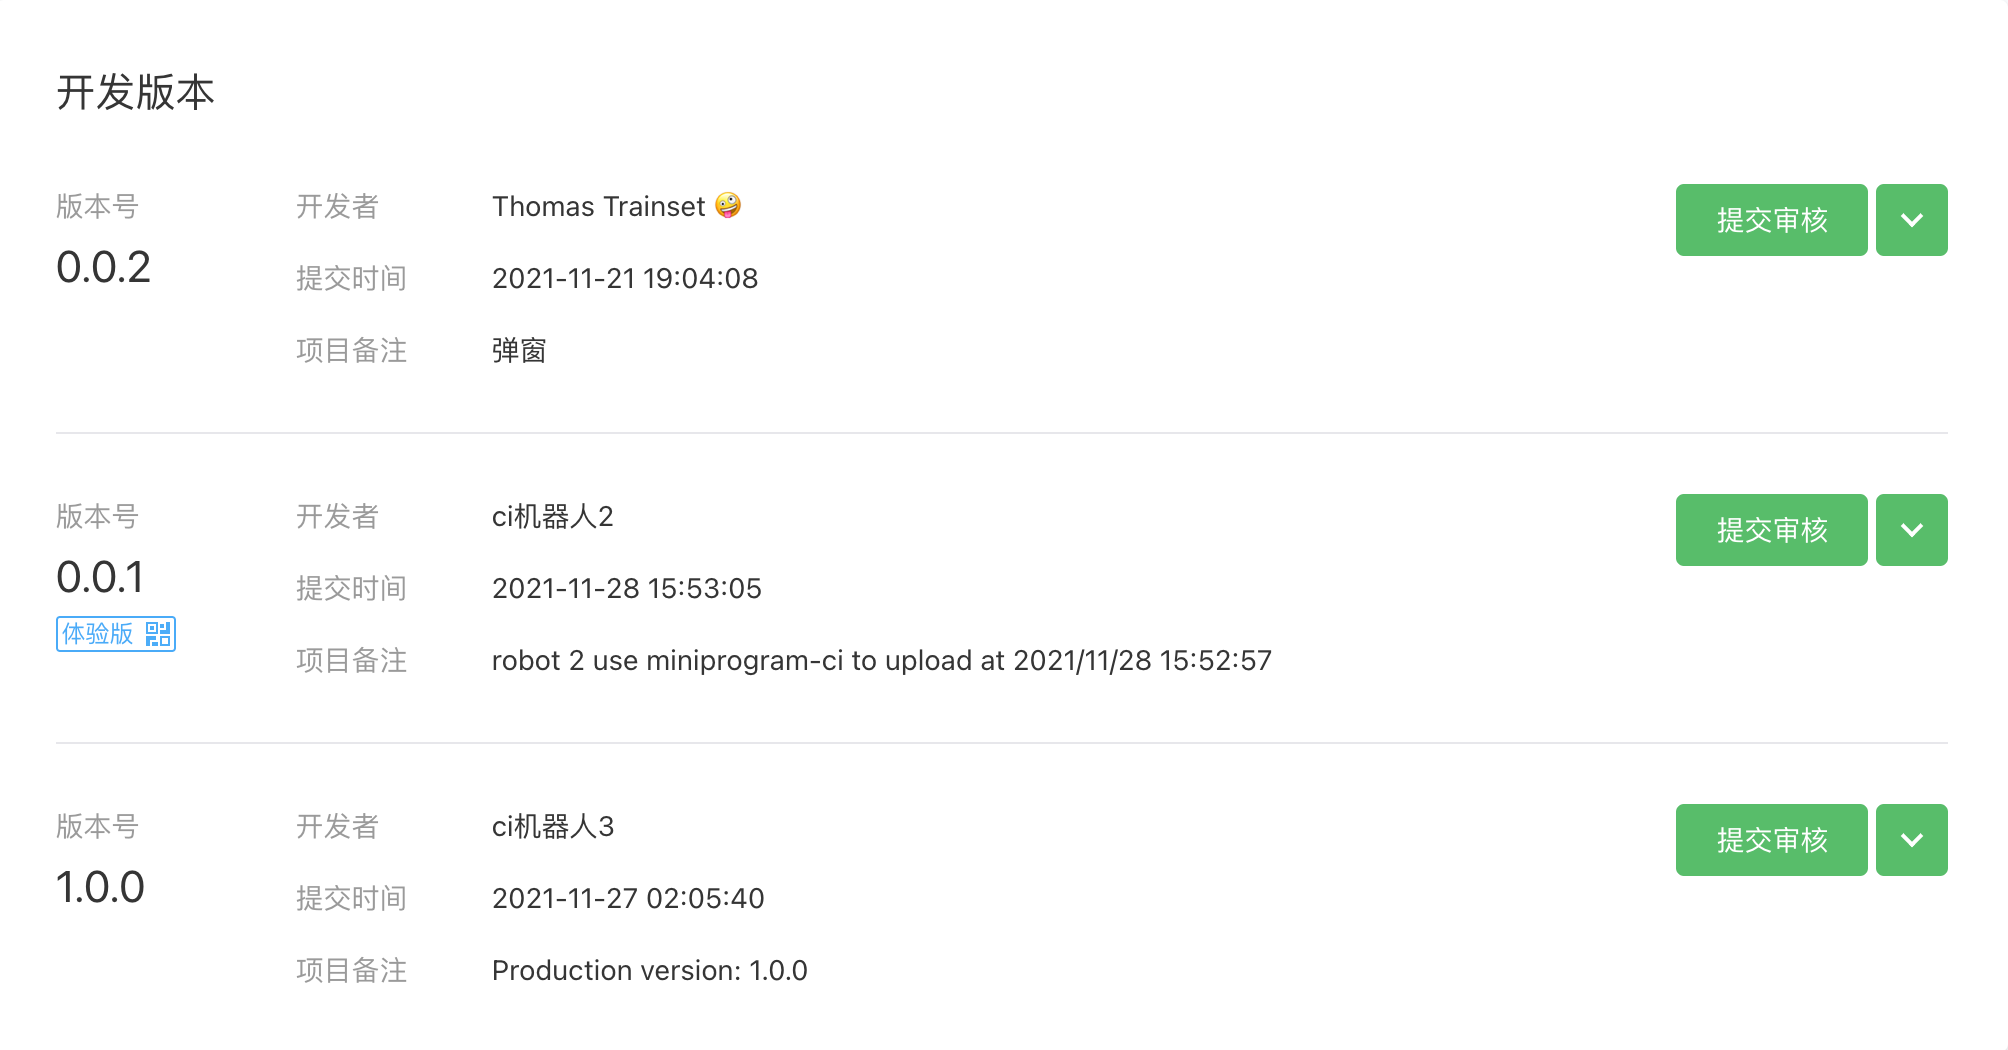 开发版本
版本号
0.0.2
开发者 Thomas Trainset 🤪
提交时间 2021-11-21 19:04:08
项目备注 弹窗
提交审核
版本号
0.0.1
体验版
开发者 ci机器人2
提交时间 2021-11-28 15:53:05
项目备注 robot 2 use miniprogram-ci to upload at 2021/11/28 15:52:57
提交审核
版本号
1.0.0
开发者 ci机器人3
提交时间 2021-11-27 02:05:40
项目备注 Production version: 1.0.0
提交审核